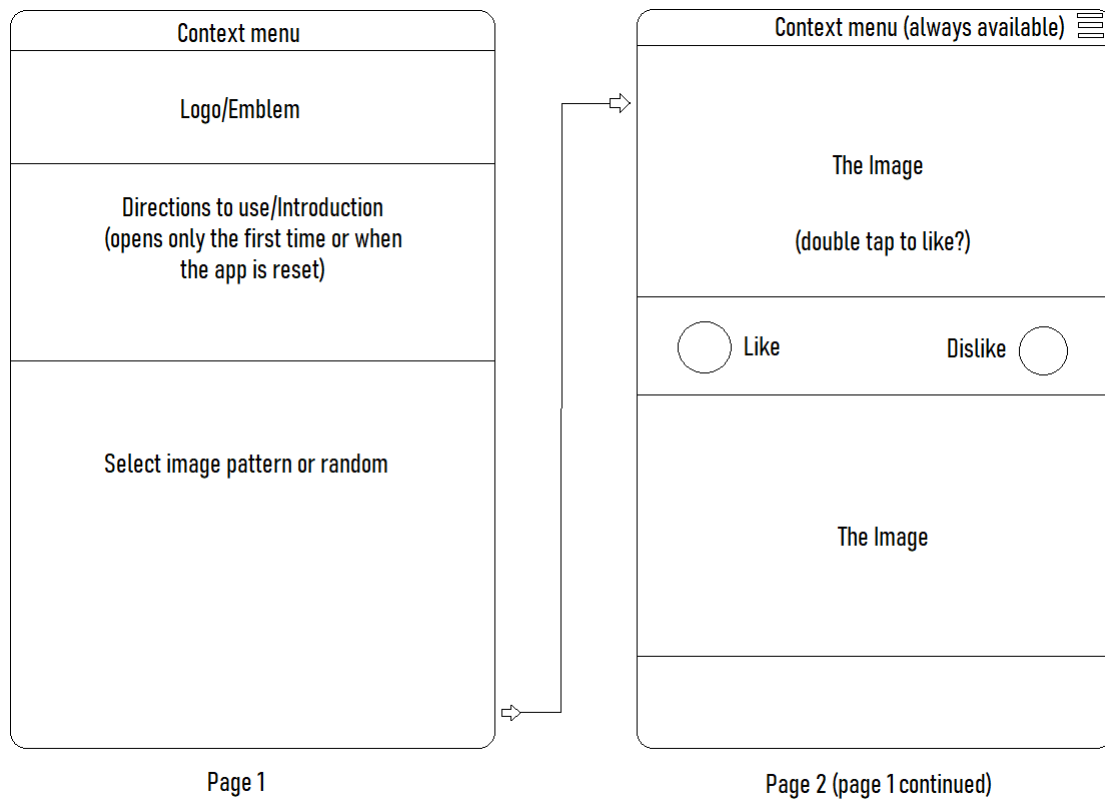 Context menu
Logo/Emblem
Directions to use/Introduction
(opens only the first time or when
the app is reset)
Select image pattern or random
Page 1
Context menu (always available)
The Image
(double tap to like?)
Like
Dislike
The Image
Page 2 (page 1 continued)